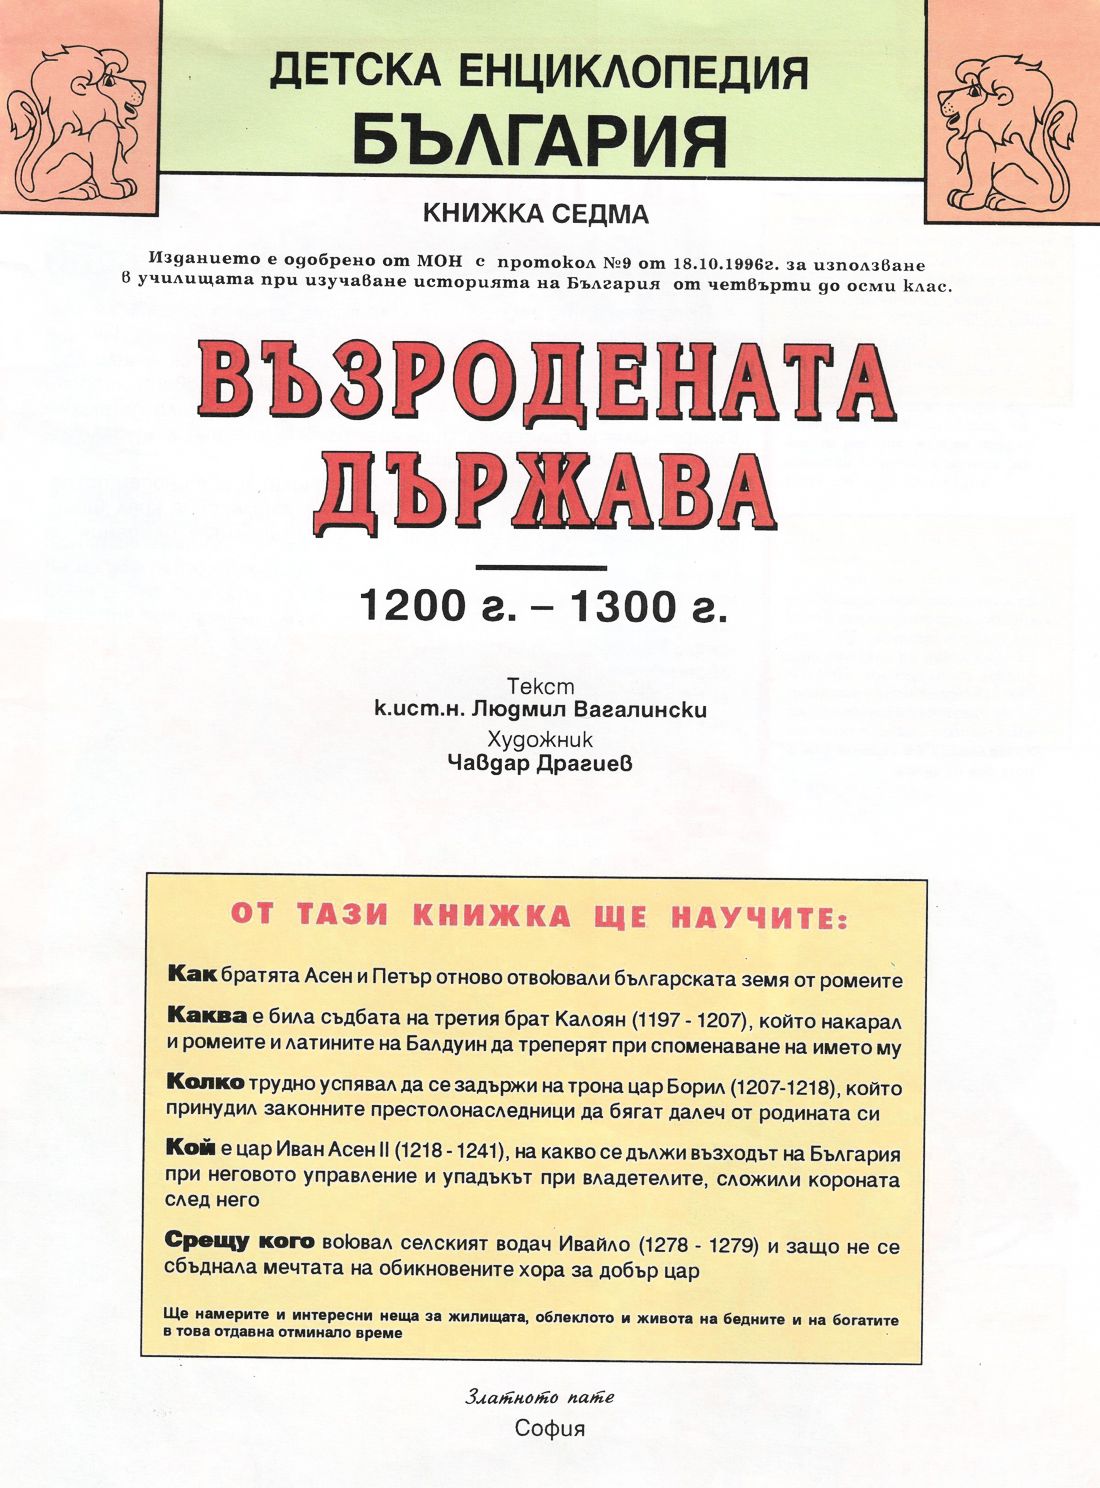 ДЕТСКА ЕНЦИКЛОПЕДИЯ
БЪЛГАРИЯ
КНИЖКА СЕДМА
Изданието е одобрено от МОН с протокол №9 от 18.10.1996г. за използване
в училищата при изучаване историята на България от четвърти до осми клас.
ВЪЗРОДЕНАТА
ДЪРЖАВА
1200 г. – 1300 г.
Текст
к.ист.н. Людмил Вагалински
Художник
Чавдар Драгиев
ОТ ТАЗИ КНИЖКА ЩЕ НАУЧИТЕ:
Как братята Асен и Петър отново отвоювали българската земя от ромеите
Каква е била съдбата на третия брат Калоян (1197 - 1207), който накарал
и ромеите и латините на Балдуин да треперят при споменаване на името му
Колко трудно успявал да се задържи на трона цар Борил (1207-1218), който
принудил законните престолонаследници да бягат далеч от родината си
Кой е цар Иван Асен II (1218 - 1241), на какво се дължи възходът на България
при неговото управление и упадъкът при владетелите, сложили короната
след него
Срещу кого воювал селският водач Ивайло (1278 - 1279) и защо не се
сбъднала мечтата на обикновените хора за добър цар
Ще намерите и интересни неща за жилищата, облеклото и живота на бедните и на богатите
в това отдавна отминало време
Златното пате
София